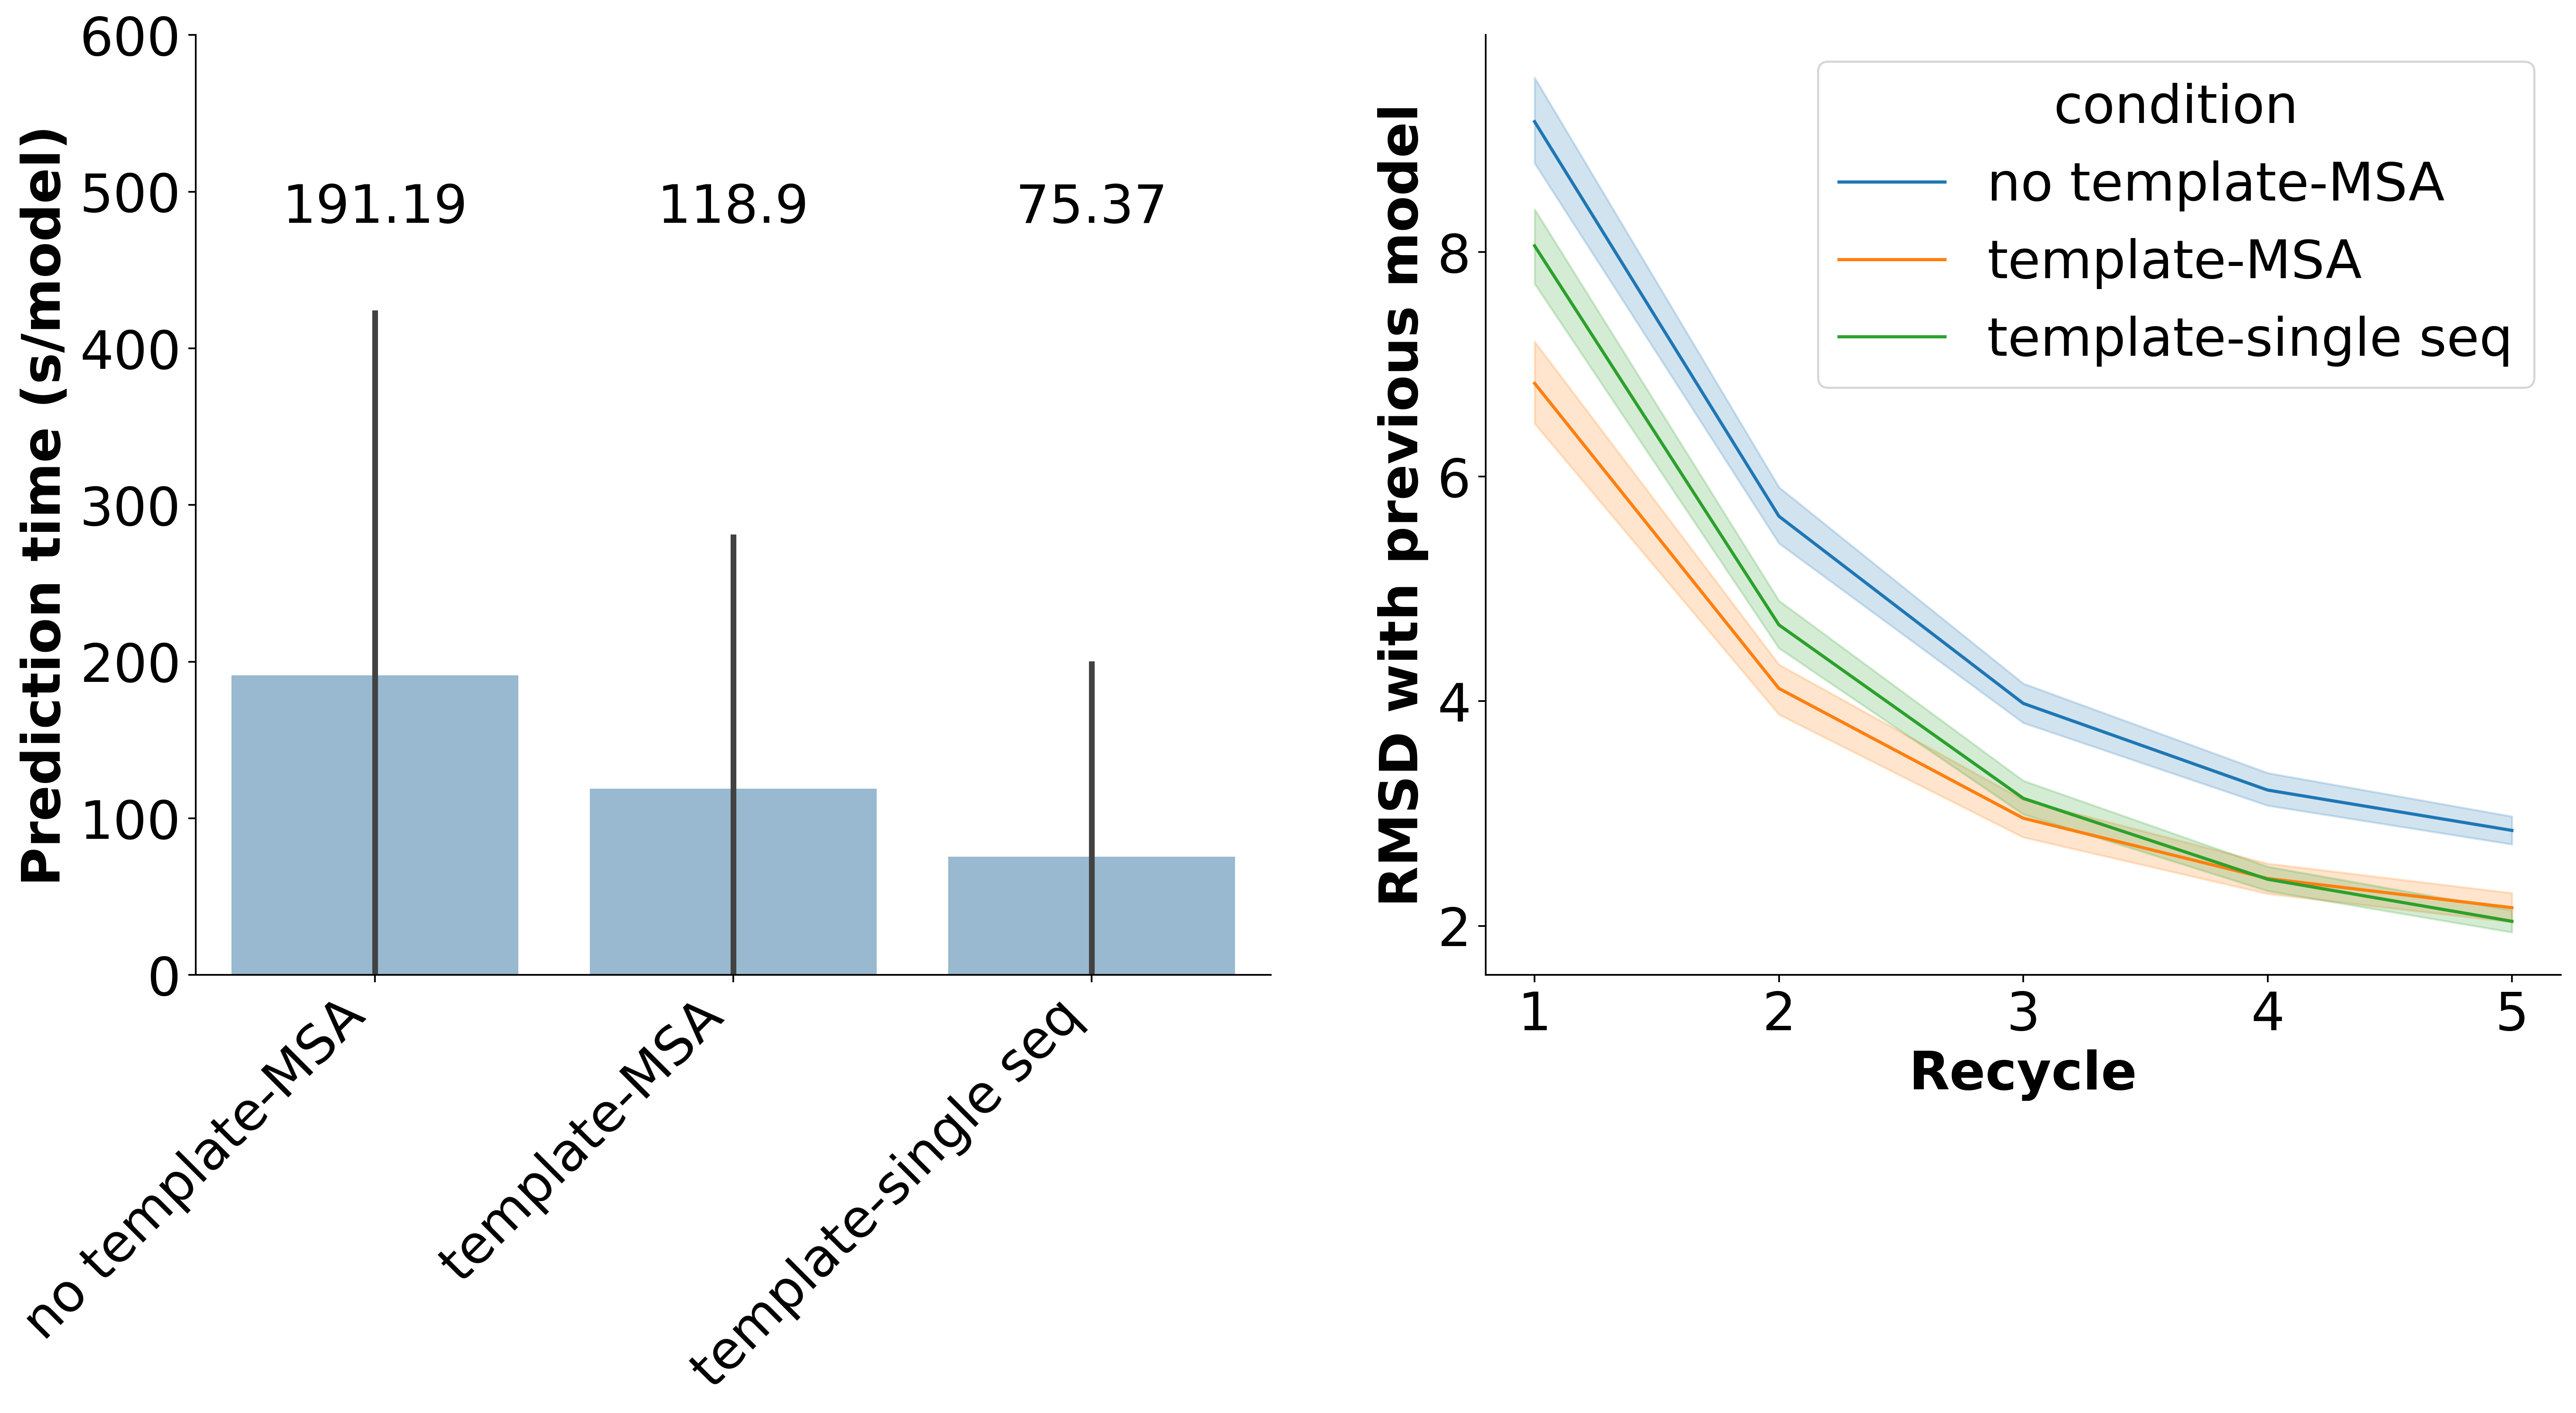 Prediction time (s/model)
600
500
400
300
200
100
0
191.19
118.9
75.37
no template-MSA
template-MSA
template-single seq
RMSD with previous model
8
6
4
2
condition
no template-MSA
template-MSA
template-single seq
1 2 3 4 5
Recycle